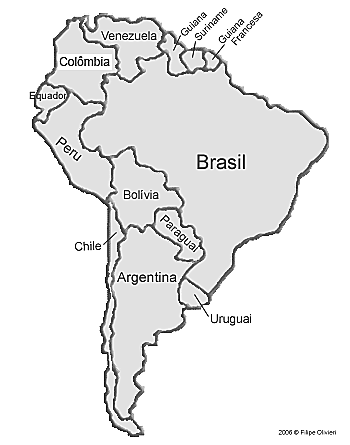 Venezuela
Guiana
Suriname
Guiana
Francesa
Colômbia
Equador
Peru
Brasil
Bolívia
Paraguai
Chile
Argentina
Uruguai
2006 © Filipe Olivieri